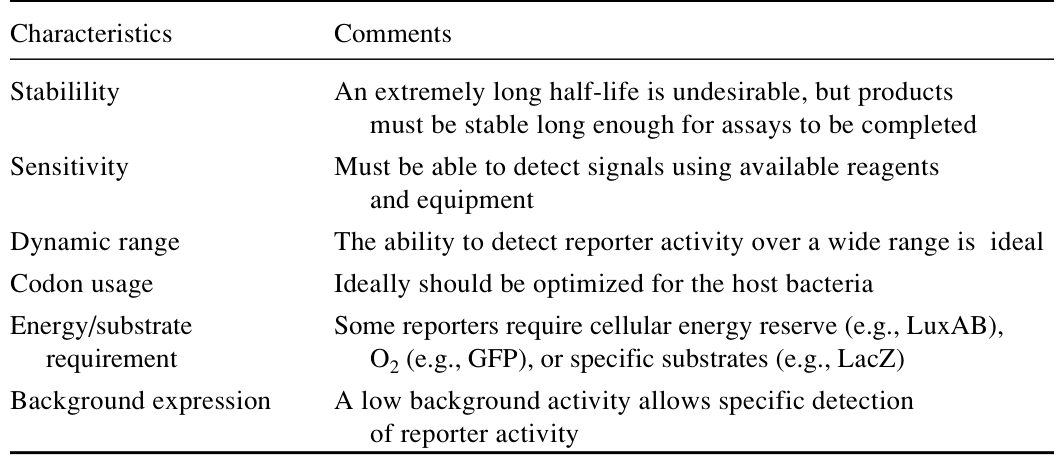 Characteristics Comments
Stabilility An extremely long half-life is undesirable, but products
must be stable long enough for assays to be completed
Sensitivity Must be able to detect signals using available reagents
and equipment
Dynamic range The ability to detect reporter activity over a wide range is ideal
Codon usage Ideally should be optimized for the host bacteria
Energy/substrate Some reporters require cellular energy reserve (e.g., LuxAB),
requirement O₂ (e.g., GFP), or specific substrates (e.g., LacZ)
Background expression A low background activity allows specific detection
of reporter activity